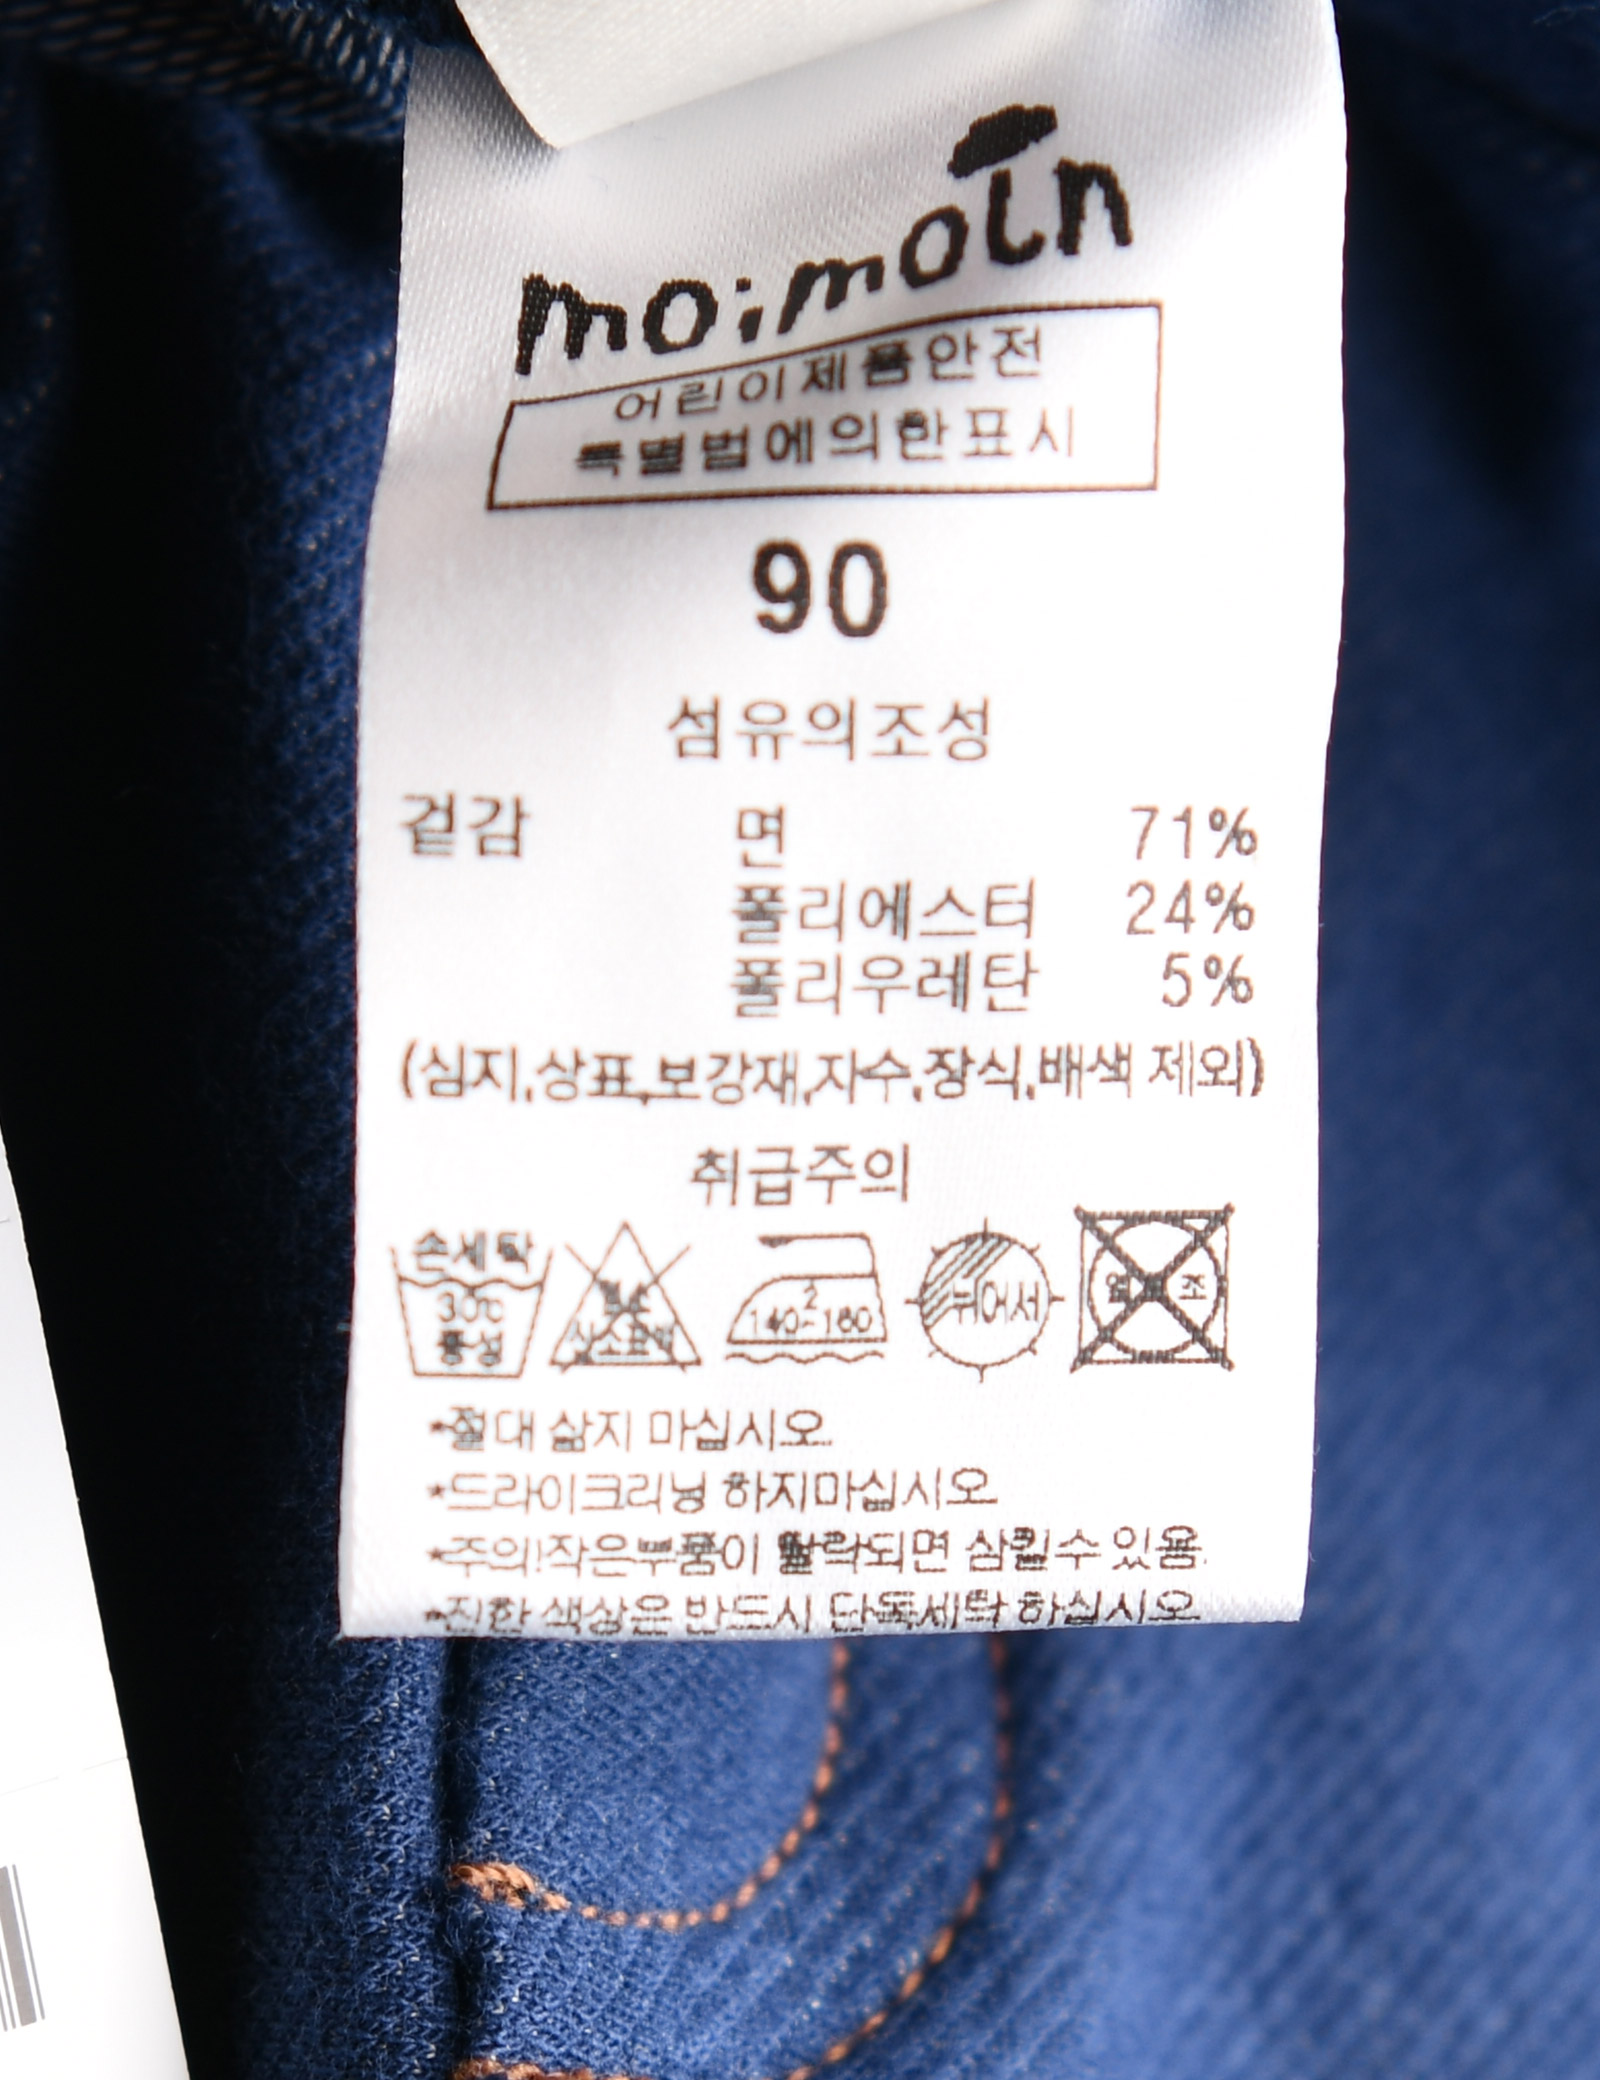 moimoln
어린이제품안전
특별법에의한표시
90
섬유의조성
겉감 면 71%
폴리에스터 24%
폴리우레탄 5%
(심지,상표,보강재,자수,장식,배색 제외)
취급주의
손세탁
30℃
중성
산소표백
2
140~160
뉘어서
*절대 삶지 마십시오.
*드라이크리닝 하지마십시오.
*주의!작은부품이 탈락되면 삼킬수 있음.
*진한 색상은 반드시 단독세탁 하십시오.